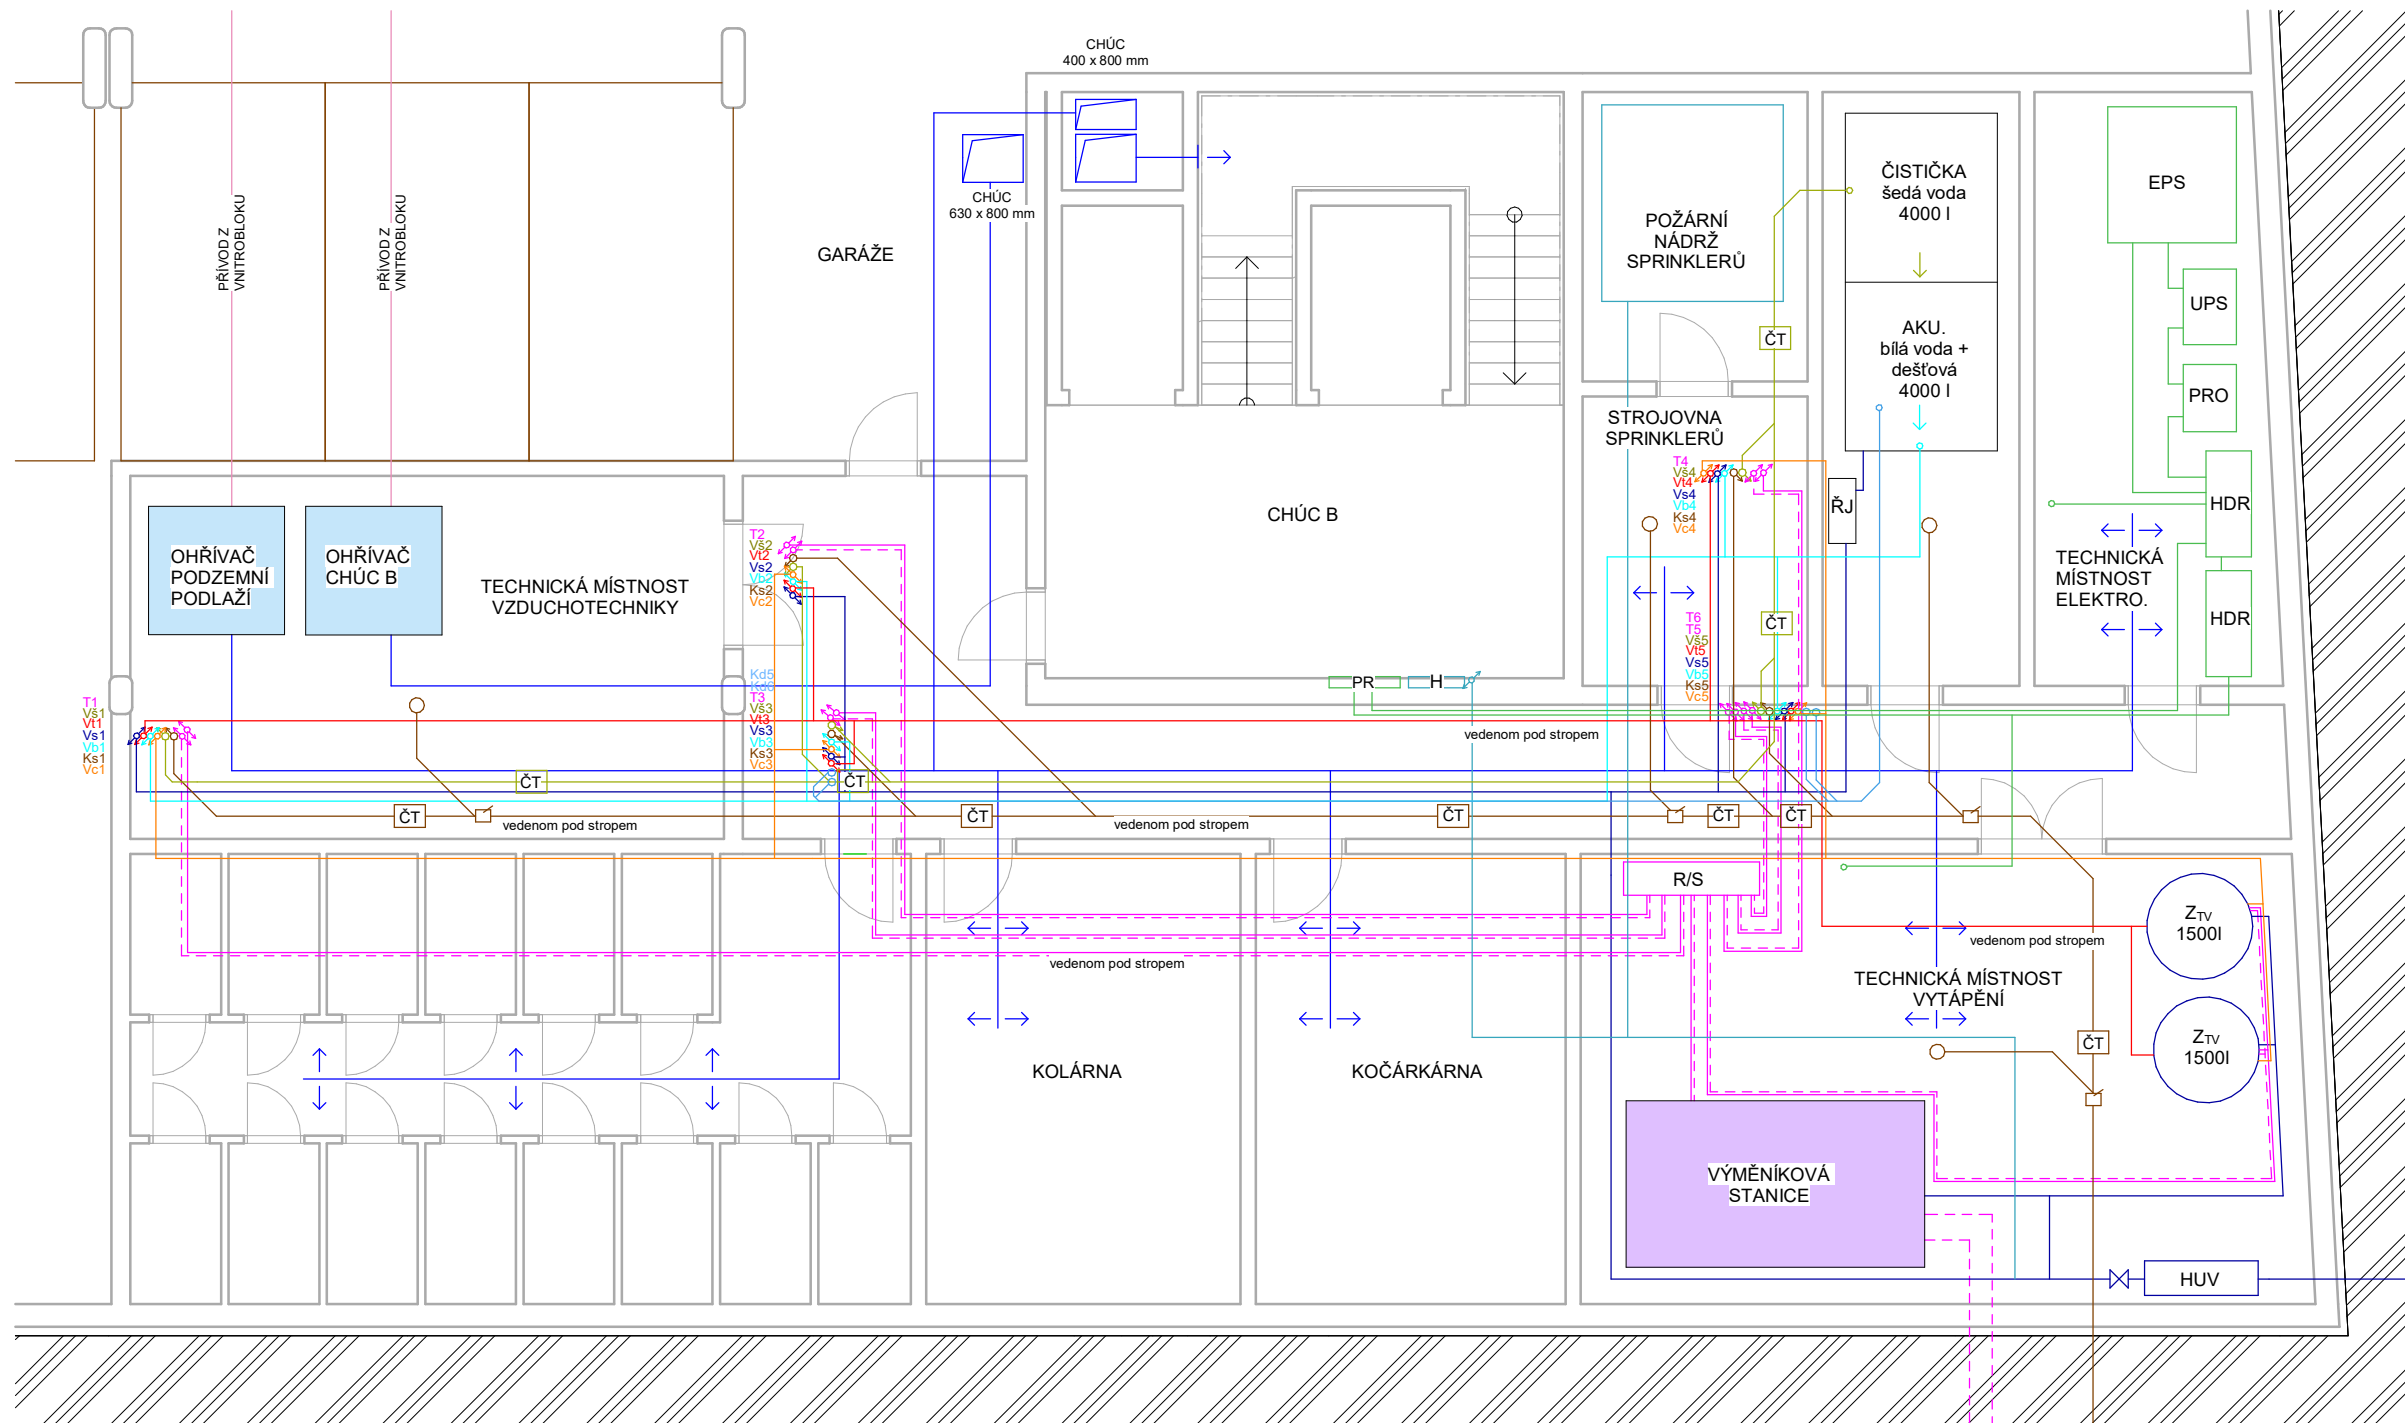 CHÚC
400 x 800 mm
CHÚC
630 x 800 mm
PŘÍVOD Z
VNITROBLOKU
PŘÍVOD Z
VNITROBLOKU
GARÁŽE
POŽÁRNÍ
NÁDRŽ
SPRINKLERŮ
ČISTIČKA
šedá voda
4000 l
AKU.
bílá voda +
dešťová
4000 l
EPS
UPS
PRO
HDR
HDR
ČT
STROJOVNA
SPRINKLERŮ
T4
Vš4
Vt4
Vs4
Vb4
Ks4
Vc4
ŘJ
CHÚC B
TECHNICKÁ
MÍSTNOST
ELEKTRO.
OHŘÍVAČ
PODZEMNÍ
PODLAŽÍ
OHŘÍVAČ
CHÚC B
TECHNICKÁ MÍSTNOST
VZDUCHOTECHNIKY
T2
Vš2
Vt2
Vs2
Vb2
Ks2
Vc2
T6
T5
Vš5
Vt5
Vs5
Vb5
Ks5
Vc5
ČT
Kd5
Kd6
T3
Vš3
Vt3
Vs3
Vb3
Ks3
Vc3
T1
Vš1
Vt1
Vs1
Vb1
Ks1
Vc1
PR
H
vedenom pod stropem
ČT
ČT
ČT
vedenom pod stropem
ČT
vedenom pod stropem
ČT
ČT
ČT
R/S
vedenom pod stropem
vedenom pod stropem
ZTV
1500l
ZTV
1500l
TECHNICKÁ MÍSTNOST
VYTÁPĚNÍ
ČT
KOLÁRNA
KOČÁRKÁRNA
VÝMĚNÍKOVÁ
STANICE
HUV